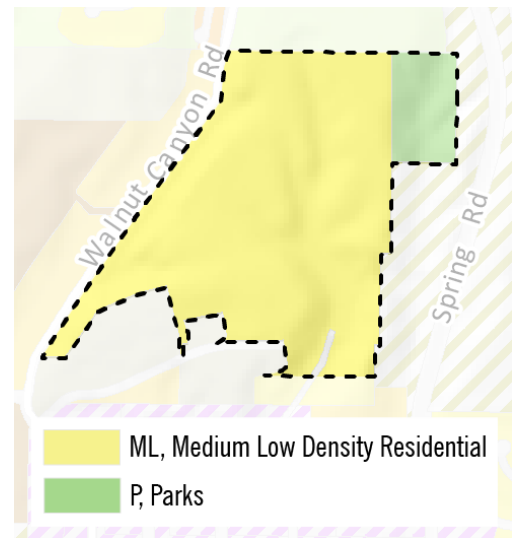 Walnut Canyon Rd
Spring Rd
ML, Medium Low Density Residential
P, Parks